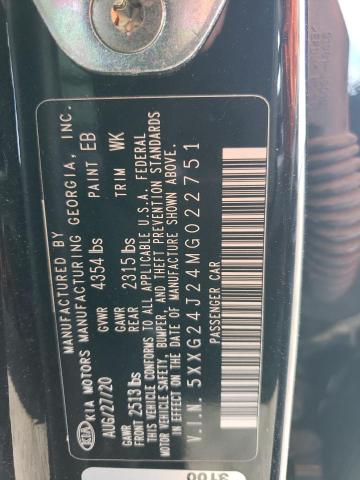 MANUFACTURED BY
KIA KIA MOTORS MANUFACTURING GEORGIA, INC.
AUG/27/20 GVWR 4354 lbs PAINT EB
GAWR FRONT 2513 lbs GAWR REAR 2315 lbs TRIM WK
THIS VEHICLE CONFORMS TO ALL APPLICABLE U.S.A. FEDERAL
MOTOR VEHICLE SAFETY, BUMPER, AND THEFT PREVENTION STANDARDS
IN EFFECT ON THE DATE OF MANUFACTURE SHOWN ABOVE.
V.I.N. 5XXG24J24MG022751
PASSENGER CAR
3100